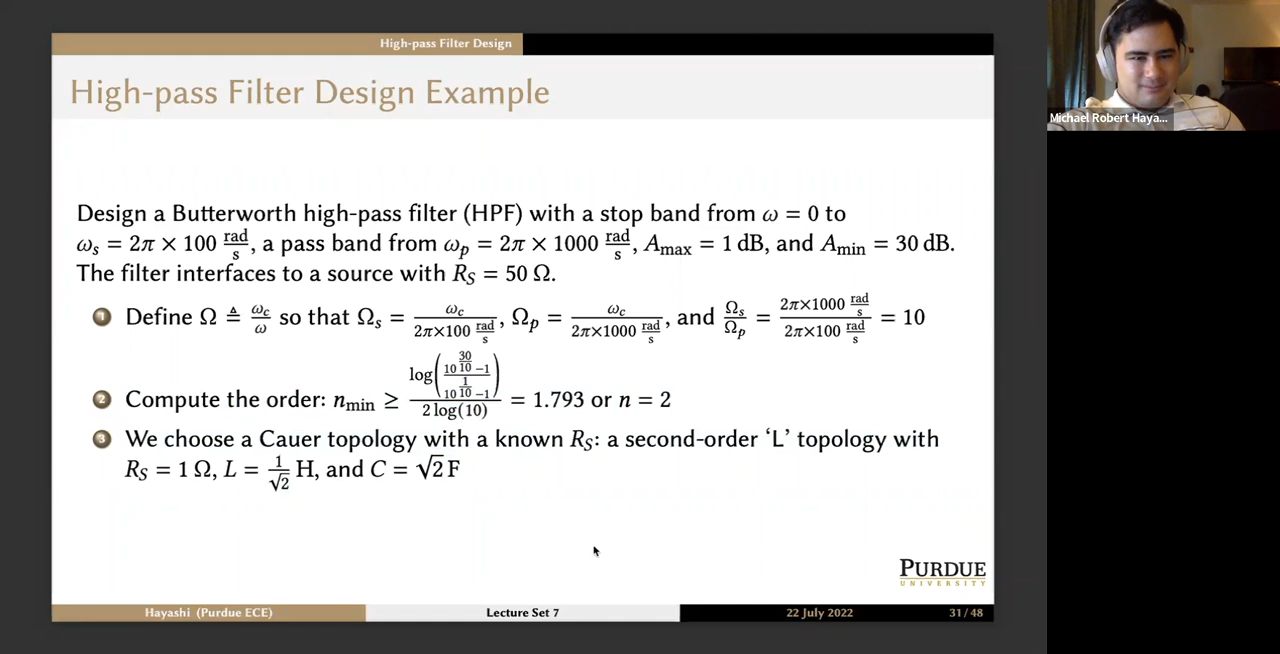 High-pass Filter Design
High-pass Filter Design Example
Design a Butterworth high-pass filter (HPF) with a stop band from ω = 0 to
ωₛ = 2π × 100 rad/s, a pass band from ωₚ = 2π × 1000 rad/s, Aₘₐₓ = 1 dB, and Aₘᵢₙ = 30 dB.
The filter interfaces to a source with R_S = 50 Ω.
1 Define Ω ≜ ω_c/ω so that Ωₛ = ω_c/(2π×100 rad/s), Ωₚ = ω_c/(2π×1000 rad/s), and Ωₛ/Ωₚ = (2π×1000 rad/s)/(2π×100 rad/s) = 10
2 Compute the order: nₘᵢₙ ≥ log((10^(30/10) −1)/(10^(1/10) −1))/(2 log(10)) = 1.793 or n = 2
3 We choose a Cauer topology with a known R_S: a second-order ‘L’ topology with
R_S = 1 Ω, L = 1/√2 H, and C = √2 F
PURDUE
UNIVERSITY
Hayashi (Purdue ECE) Lecture Set 7 22 July 2022 31/48
Michael Robert Haya...